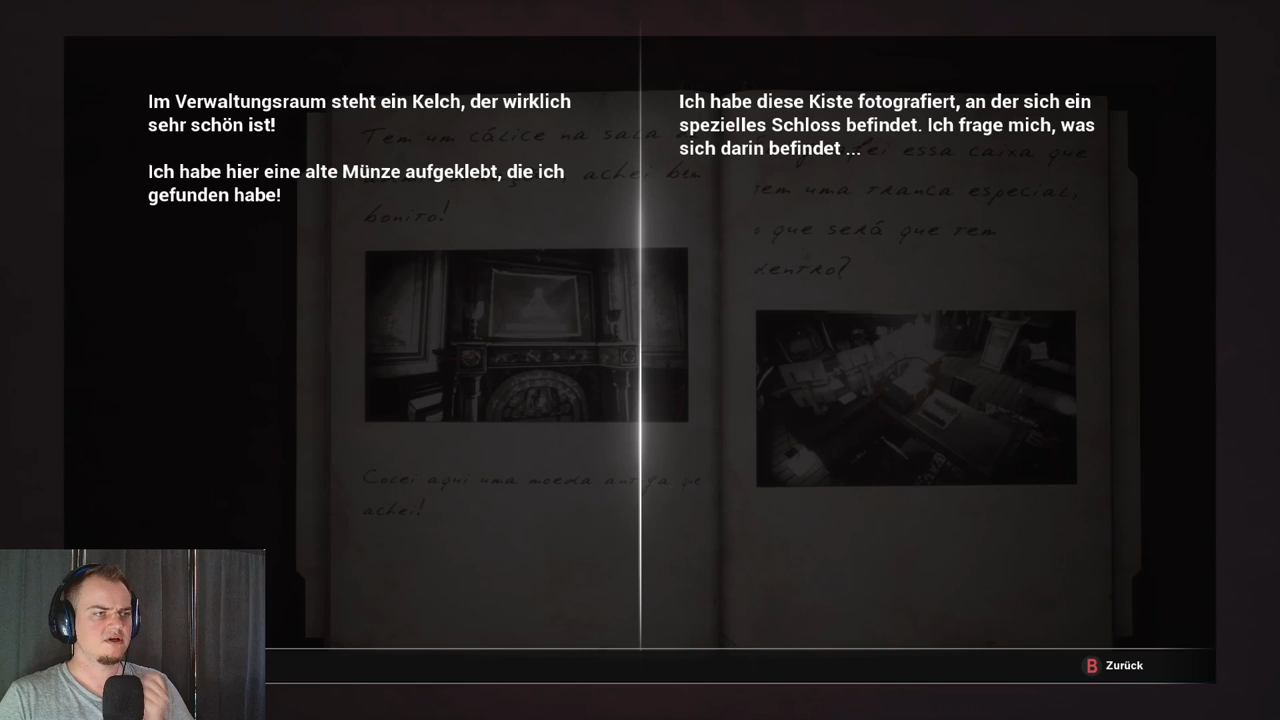 Im Verwaltungsraum steht ein Kelch, der wirklich
sehr schön ist!
Ich habe hier eine alte Münze aufgeklebt, die ich
gefunden habe!
Tem um cálice na sala
achei bem
bonito!
Colei aqui uma moeda antiga que
achei!
Ich habe diese Kiste fotografiert, an der sich ein
spezielles Schloss befindet. Ich frage mich, was
sich darin befindet ...
essa caixa que
tem uma tranca especial,
o que será que tem
dentro?
B Zurück